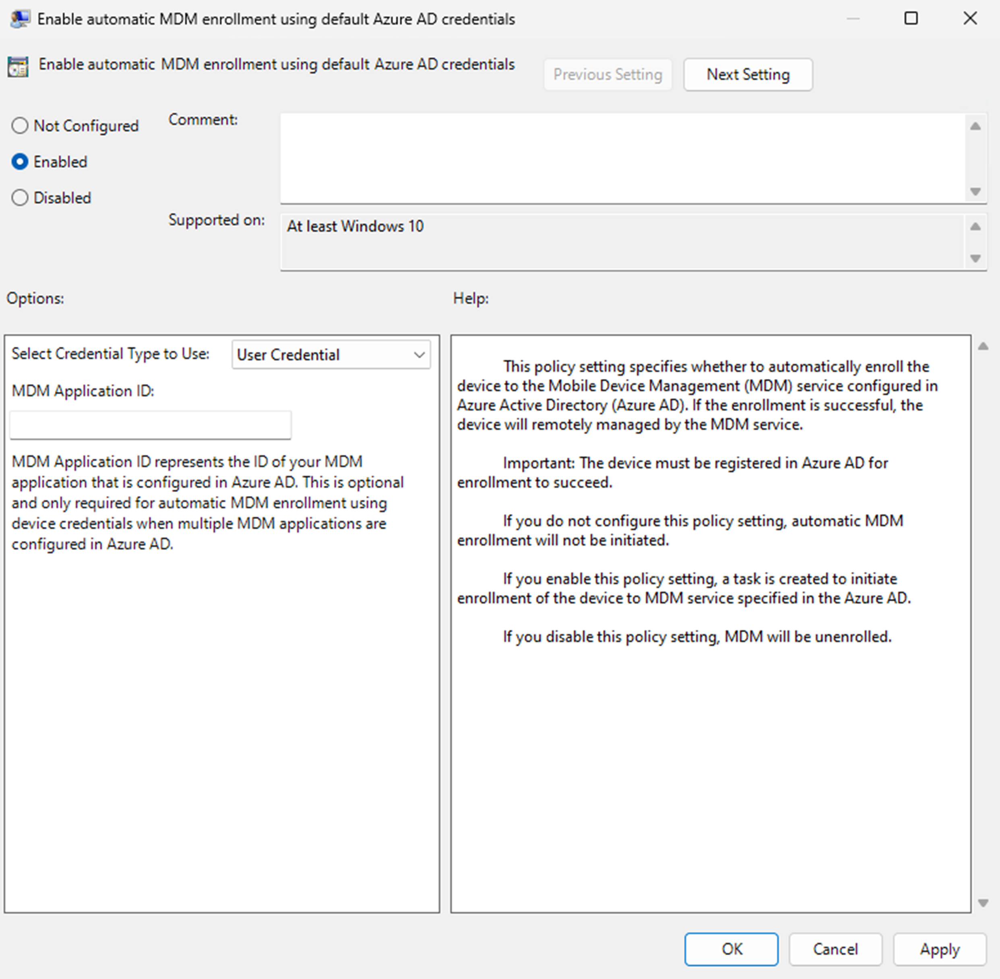 Enable automatic MDM enrollment using default Azure AD credentials
Enable automatic MDM enrollment using default Azure AD credentials
Previous Setting
Next Setting
Not Configured
Comment:
Enabled
Disabled
Supported on:
At least Windows 10
Options:
Help:
Select Credential Type to Use:
User Credential
MDM Application ID:
MDM Application ID represents the ID of your MDM
application that is configured in Azure AD. This is optional
and only required for automatic MDM enrollment using
device credentials when multiple MDM applications are
configured in Azure AD.
This policy setting specifies whether to automatically enroll the
device to the Mobile Device Management (MDM) service configured in
Azure Active Directory (Azure AD). If the enrollment is successful, the
device will remotely managed by the MDM service.
Important: The device must be registered in Azure AD for
enrollment to succeed.
If you do not configure this policy setting, automatic MDM
enrollment will not be initiated.
If you enable this policy setting, a task is created to initiate
enrollment of the device to MDM service specified in the Azure AD.
If you disable this policy setting, MDM will be unenrolled.
OK
Cancel
Apply